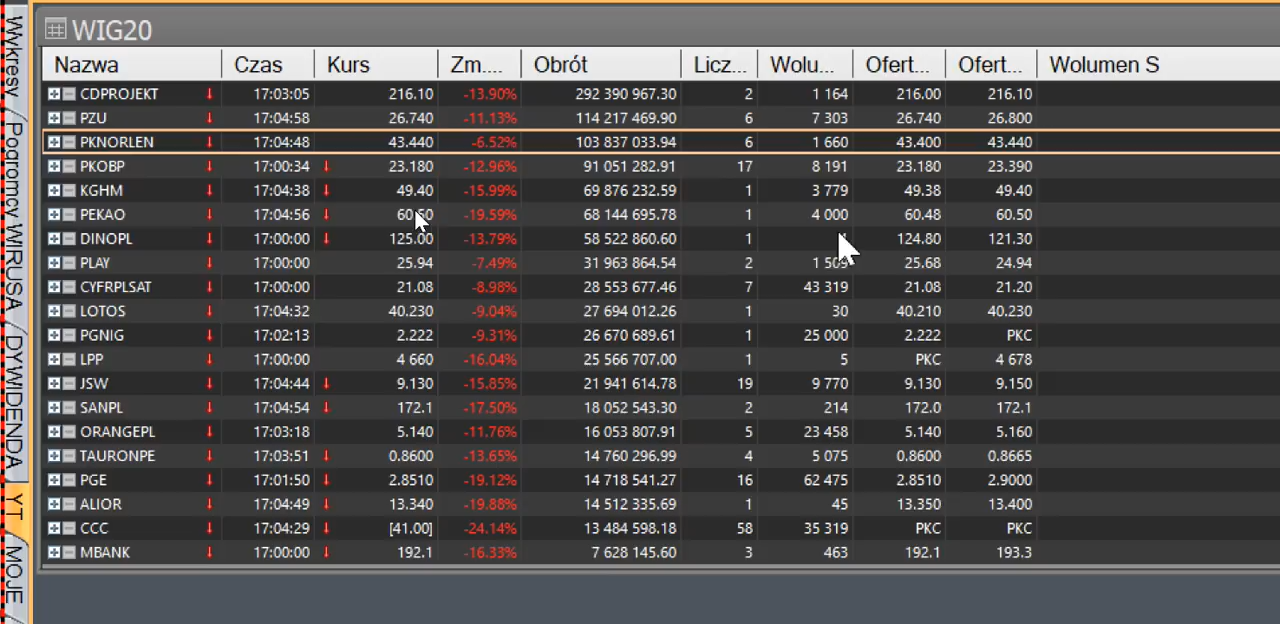 WIG20
Nazwa Czas Kurs Zm.... Obrót Licz... Wolu... Ofert... Ofert... Wolumen S
CDPROJEKT 17:03:05 216.10 -13.90% 292 390 967.30 2 1 164 216.00 216.10
PZU 17:04:58 26.740 -11.13% 114 217 469.90 6 7 303 26.740 26.800
PKNORLEN 17:04:48 43.440 -6.52% 103 837 033.94 6 1 660 43.400 43.440
PKOBP 17:00:34 23.180 -12.96% 91 051 282.91 17 8 191 23.180 23.390
KGHM 17:04:38 49.40 -15.99% 69 876 232.59 1 3 779 49.38 49.40
PEKAO 17:04:56 60.50 -19.59% 68 144 695.78 1 4 000 60.48 60.50
DINOPL 17:00:00 125.00 -13.79% 58 522 860.60 1 124.80 121.30
PLAY 17:00:00 25.94 -7.49% 31 963 864.54 2 1 509 25.68 24.94
CYFRPLSAT 17:00:00 21.08 -8.98% 28 553 677.46 7 43 319 21.08 21.20
LOTOS 17:04:32 40.230 -9.04% 27 694 012.26 1 30 40.210 40.230
PGNIG 17:02:13 2.222 -9.31% 26 670 689.61 1 25 000 2.222 PKC
LPP 17:00:00 4 660 -16.04% 25 566 707.00 1 5 PKC 4 678
JSW 17:04:44 9.130 -15.85% 21 941 614.78 19 9 770 9.130 9.150
SANPL 17:04:54 172.1 -17.50% 18 052 543.30 2 214 172.0 172.1
ORANGEPL 17:03:18 5.140 -11.76% 16 053 807.91 5 23 458 5.140 5.160
TAURONPE 17:03:51 0.8600 -13.65% 14 760 296.99 4 5 075 0.8600 0.8665
PGE 17:01:50 2.8510 -19.12% 14 718 541.27 16 62 475 2.8510 2.9000
ALIOR 17:04:49 13.340 -19.88% 14 512 335.69 1 45 13.350 13.400
CCC 17:04:29 [41.00] -24.14% 13 484 598.18 58 35 319 PKC PKC
MBANK 17:00:00 192.1 -16.33% 7 628 145.60 3 463 192.1 193.3
Wykresy
Pogromcy WIRUSA
DYWIDENDA
YT
MOJE